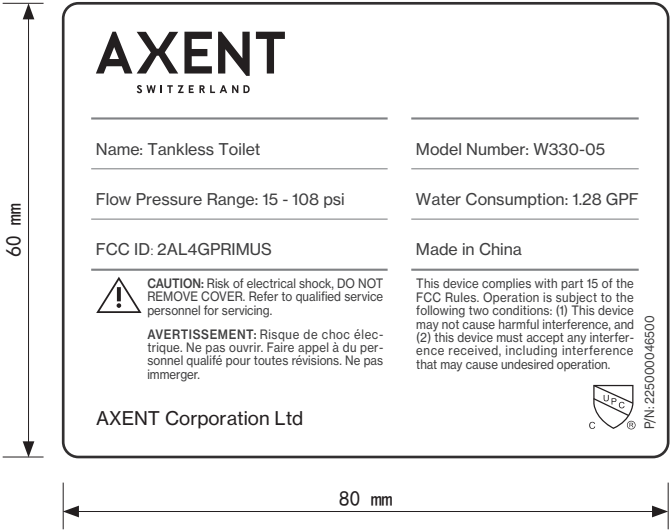 AXENT
SWITZERLAND
Name: Tankless Toilet
Model Number: W330-05
Flow Pressure Range: 15 - 108 psi
Water Consumption: 1.28 GPF
FCC ID: 2AL4GPRIMUS
Made in China
CAUTION: Risk of electrical shock, DO NOT
REMOVE COVER. Refer to qualified service
personnel for servicing.
AVERTISSEMENT: Risque de choc élec-
trique. Ne pas ouvrir. Faire appel à du per-
sonnel qualifé pour toutes révisions. Ne pas
immerger.
This device complies with part 15 of the
FCC Rules. Operation is subject to the
following two conditions: (1) This device
may not cause harmful interference, and
(2) this device must accept any interfer-
ence received, including interference
that may cause undesired operation.
AXENT Corporation Ltd
UPC
C ®
P/N: 225000046500
60 mm
80 mm